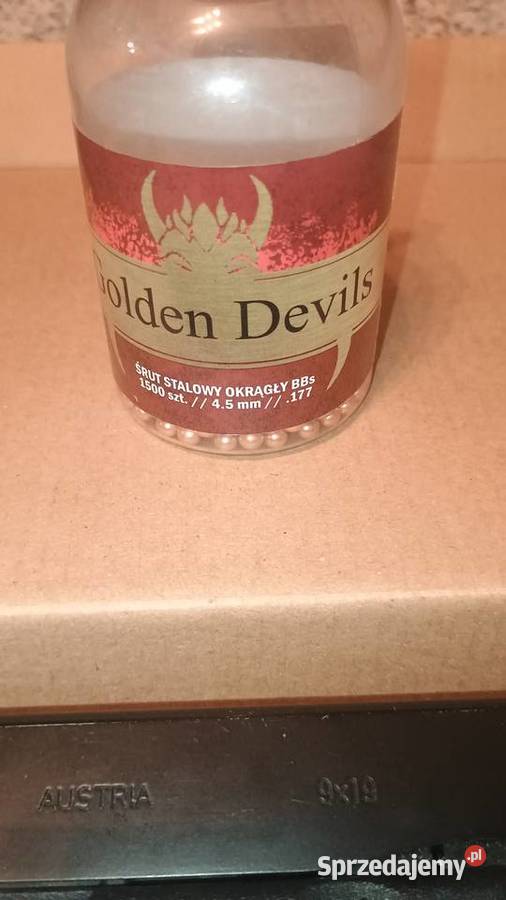 Golden Devils
ŚRUT STALOWY OKRĄGŁY BBs
1500 szt. // 4.5 mm // .177
AUSTRIA 9x19
Sprzedajemy.pl